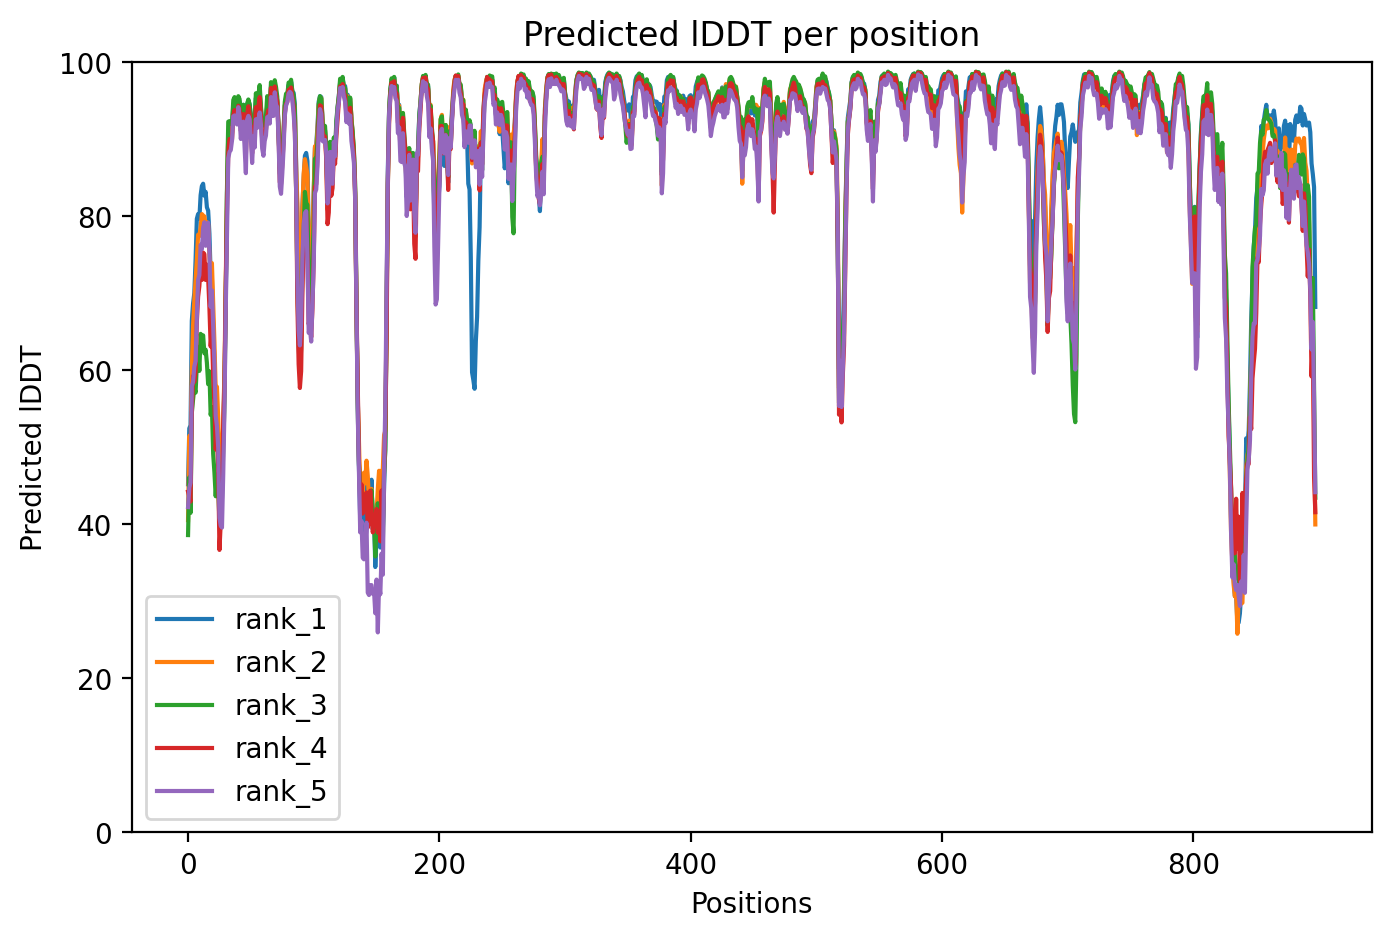 Predicted lDDT per position
100
80
60
40
20
0
Predicted lDDT
rank_1
rank_2
rank_3
rank_4
rank_5
0 200 400 600 800
Positions